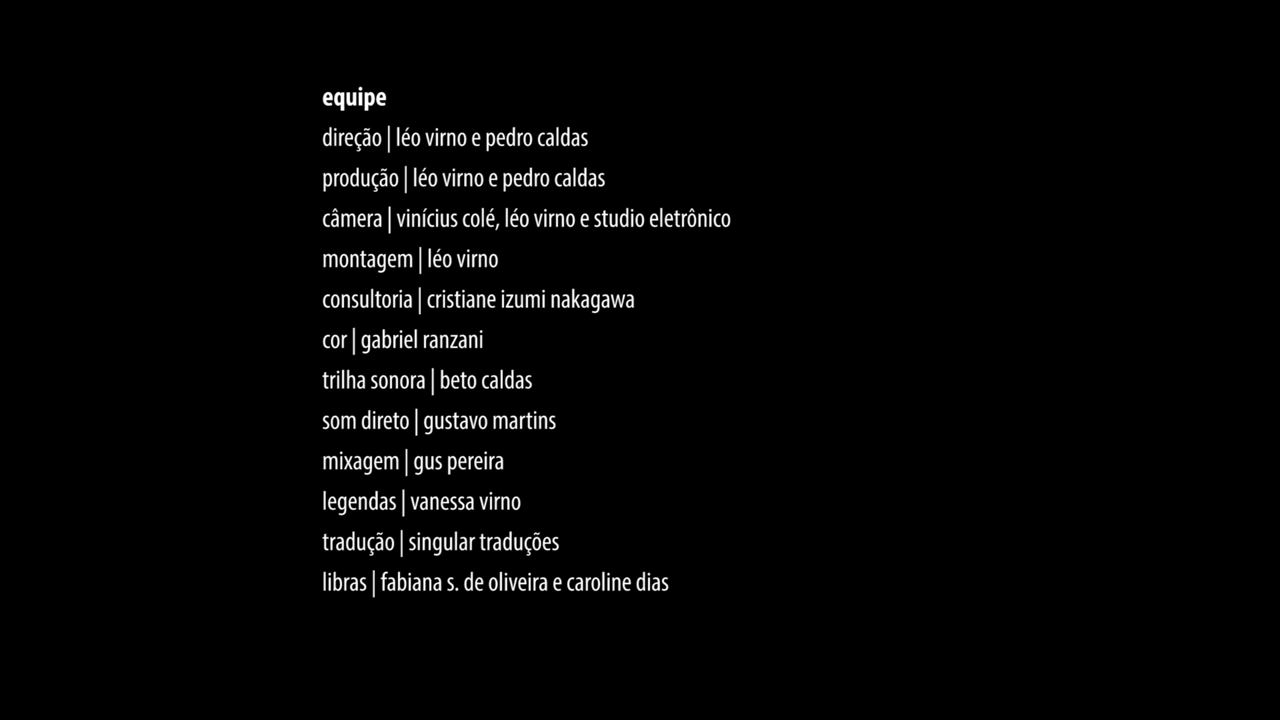 equipe
direção | léo virno e pedro caldas
produção | léo virno e pedro caldas
câmera | vinícius colé, léo virno e studio eletrônico
montagem | léo virno
consultoria | cristiane izumi nakagawa
cor | gabriel ranzani
trilha sonora | beto caldas
som direto | gustavo martins
mixagem | gus pereira
legendas | vanessa virno
tradução | singular traduções
libras | fabiana s. de oliveira e caroline dias